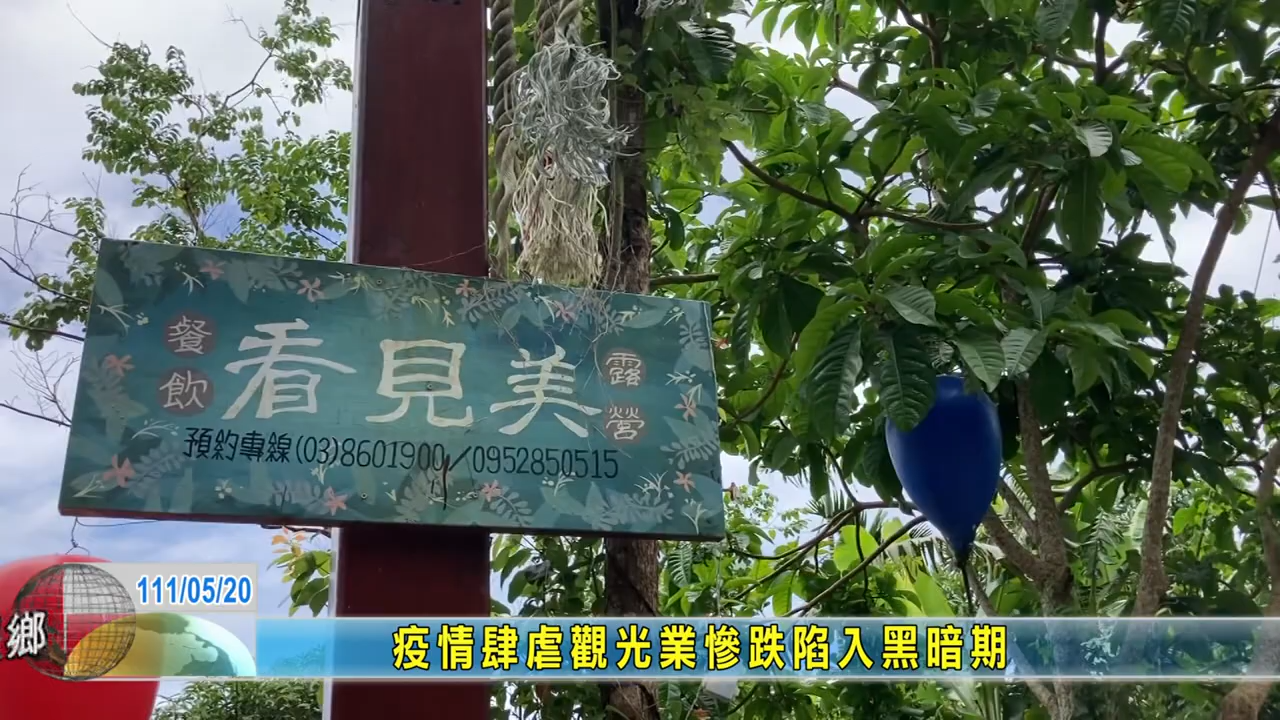 餐飲
看見美
露營
預約專線(03)8601900/0952850515
111/05/20
鄉
疫情肆虐觀光業慘跌陷入黑暗期